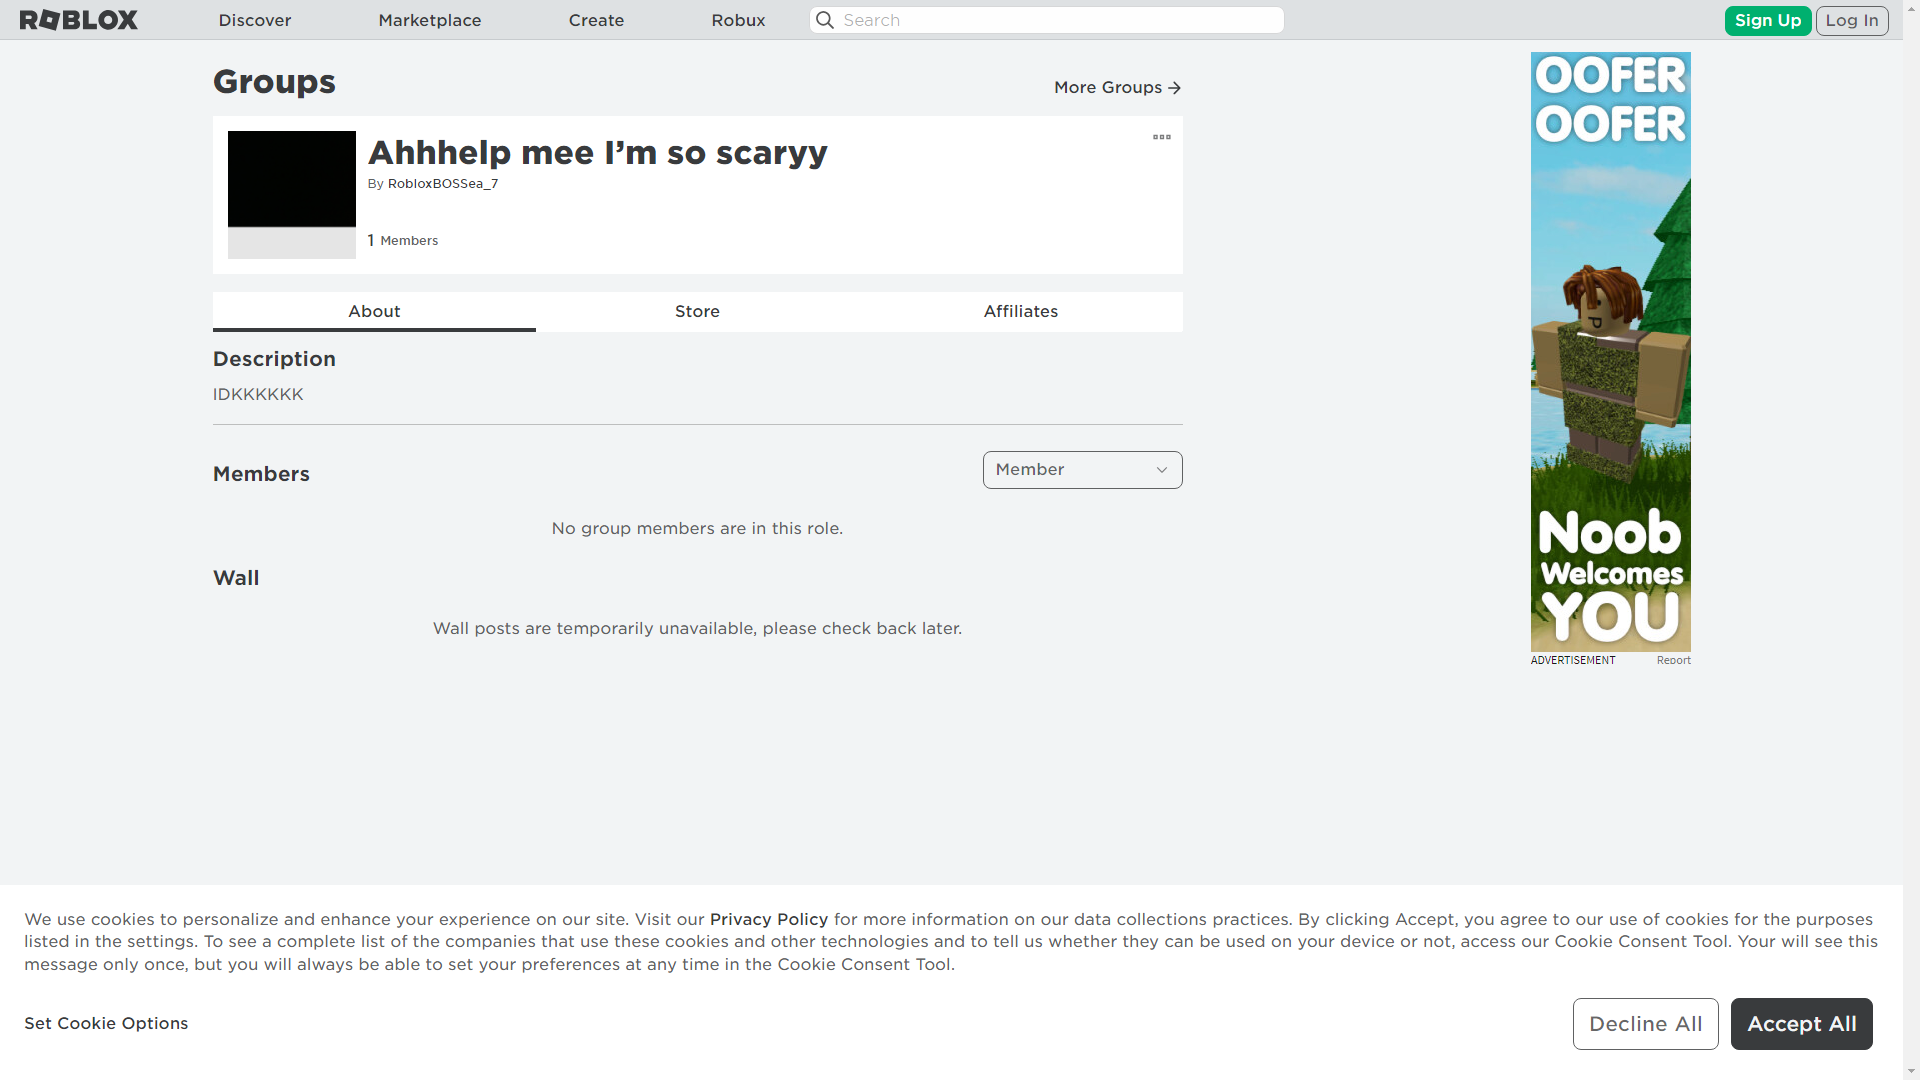 ROBLOX
Discover
Marketplace
Create
Robux
Search
Sign Up
Log In
Groups
More Groups
Ahhhelp mee I’m so scaryy
By RobloxBOSSea_7
1 Members
About
Store
Affiliates
Description
IDKKKKKK
Members
Member
No group members are in this role.
Wall
Wall posts are temporarily unavailable, please check back later.
OOFER
OOFER
Noob
Welcomes
YOU
ADVERTISEMENT
Report
We use cookies to personalize and enhance your experience on our site. Visit our Privacy Policy for more information on our data collections practices. By clicking Accept, you agree to our use of cookies for the purposes
listed in the settings. To see a complete list of the companies that use these cookies and other technologies and to tell us whether they can be used on your device or not, access our Cookie Consent Tool. Your will see this
message only once, but you will always be able to set your preferences at any time in the Cookie Consent Tool.
Set Cookie Options
Decline All
Accept All